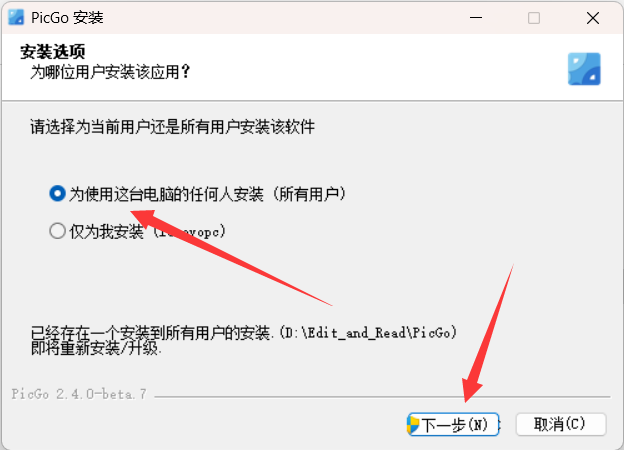 PicGo 安装
安装选项
为哪位用户安装该应用?
请选择为当前用户还是所有用户安装该软件
为使用这台电脑的任何人安装 (所有用户)
仅为我安装
已经存在一个安装到所有用户的安装.(D:\Edit_and_Read\PicGo)
即将重新安装/升级.
PicGo 2.4.0-beta.7
下一步(N)
取消(C)